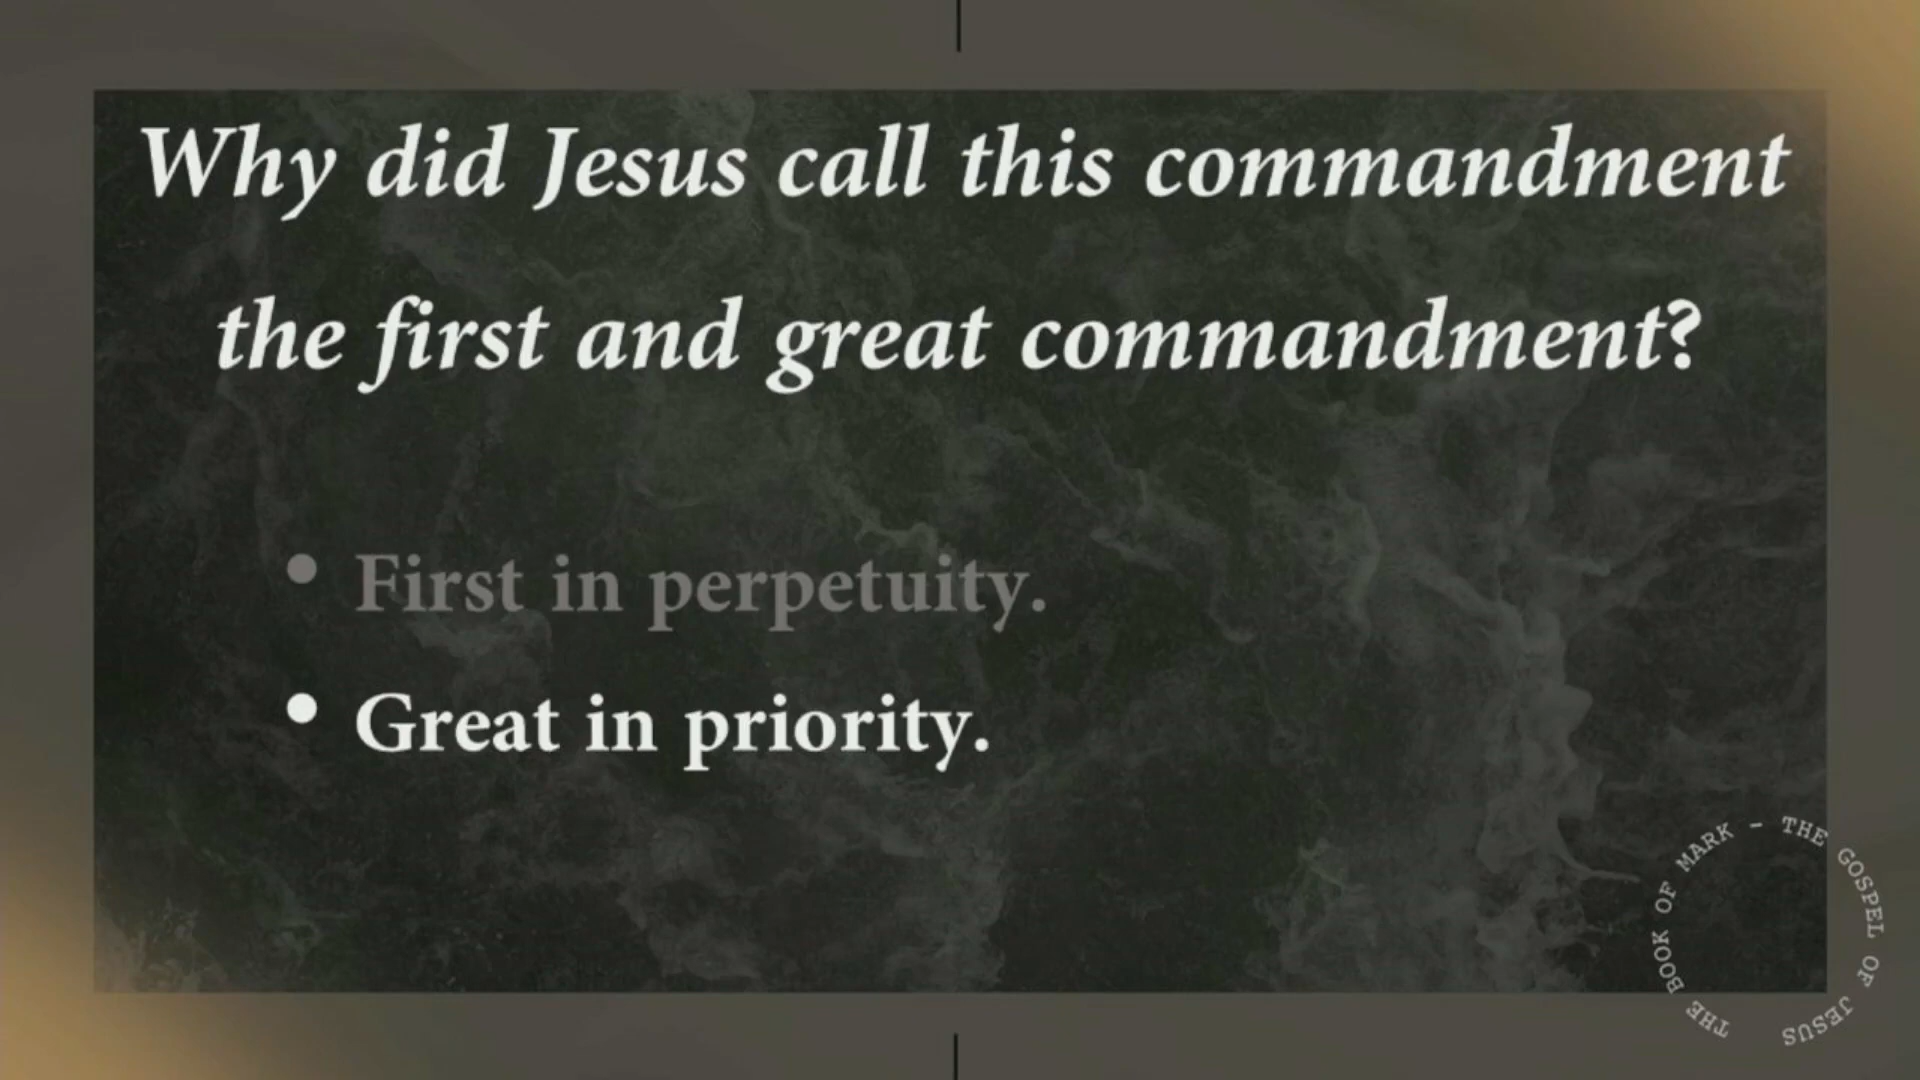 Why did Jesus call this commandment
the first and great commandment?
• First in perpetuity.
• Great in priority.
THE BOOK OF MARK – THE GOSPEL OF JESUS